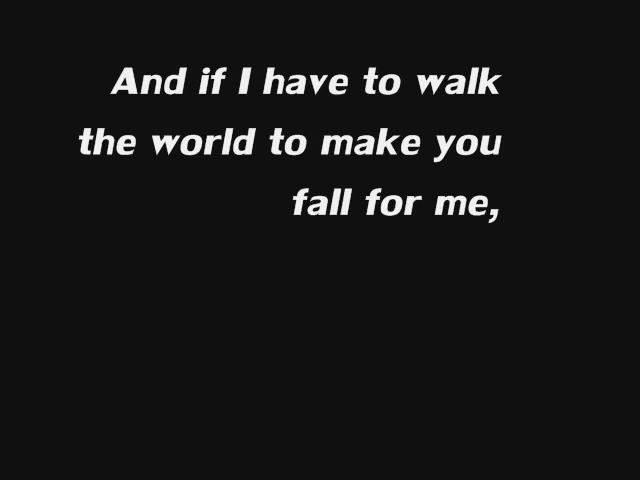 And if I have to walk
the world to make you
fall for me,